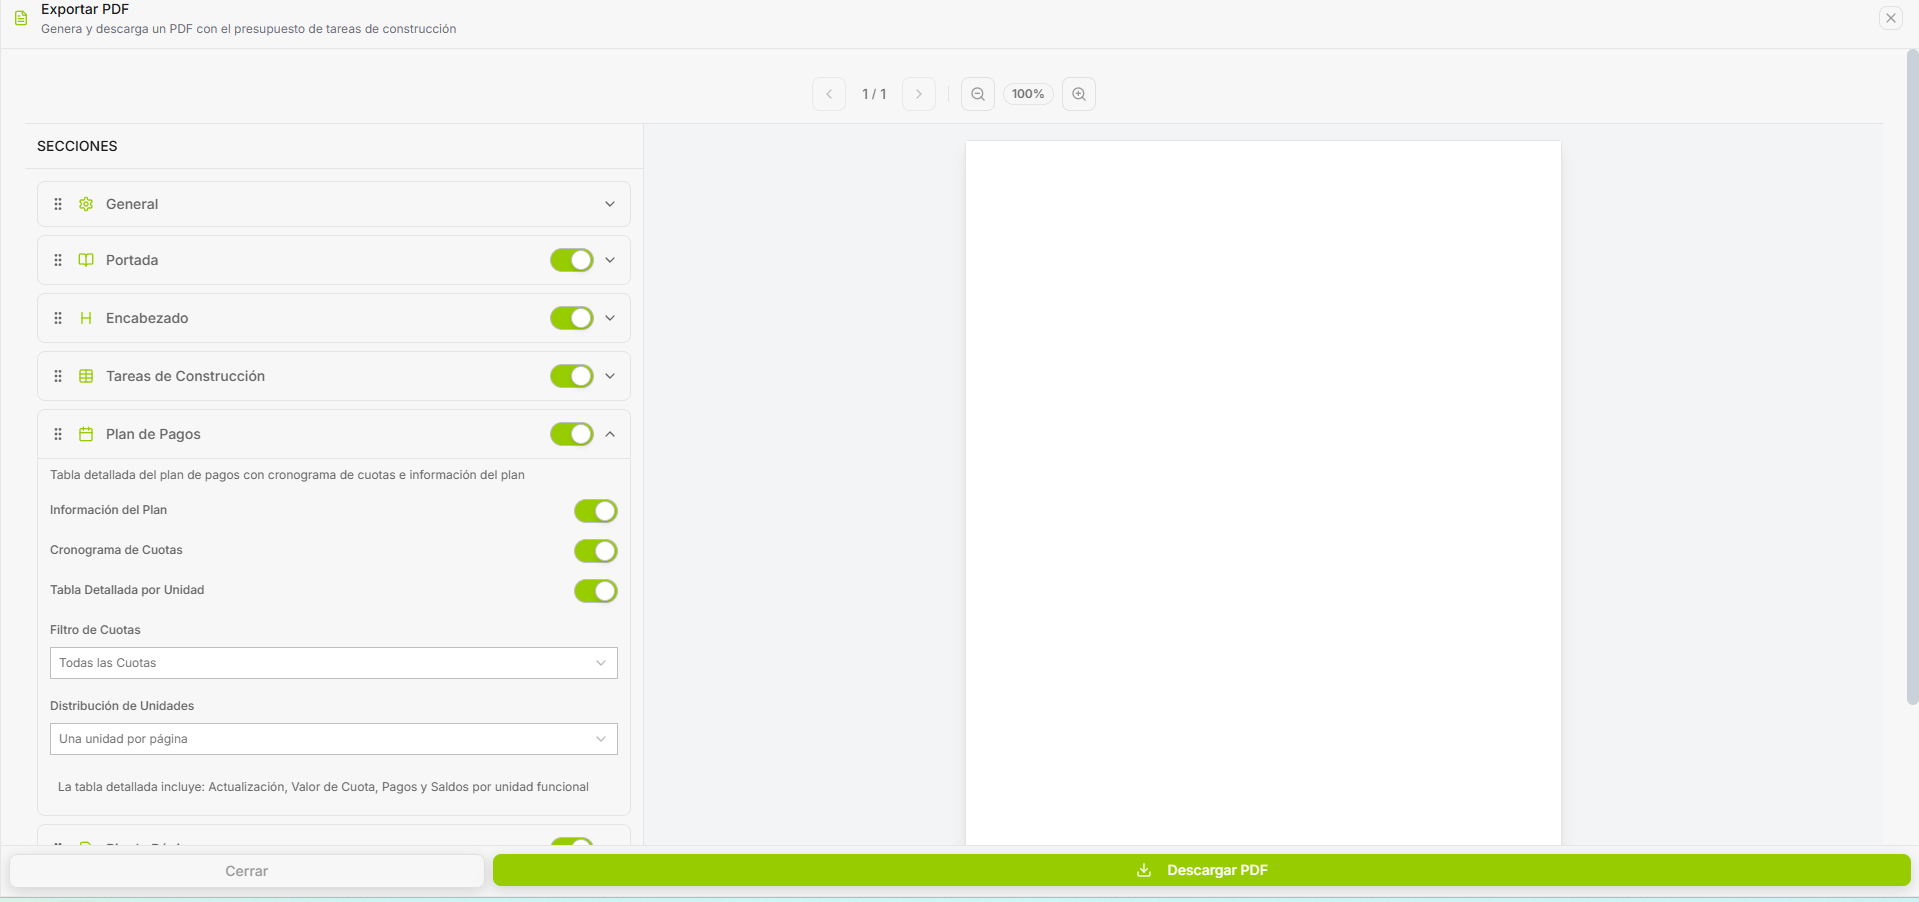 Exportar PDF
Genera y descarga un PDF con el presupuesto de tareas de construcción
1 / 1
100%
SECCIONES
General
Portada
Encabezado
Tareas de Construcción
Plan de Pagos
Tabla detallada del plan de pagos con cronograma de cuotas e información del plan
Información del Plan
Cronograma de Cuotas
Tabla Detallada por Unidad
Filtro de Cuotas
Todas las Cuotas
Distribución de Unidades
Una unidad por página
La tabla detallada incluye: Actualización, Valor de Cuota, Pagos y Saldos por unidad funcional
Cerrar
Descargar PDF